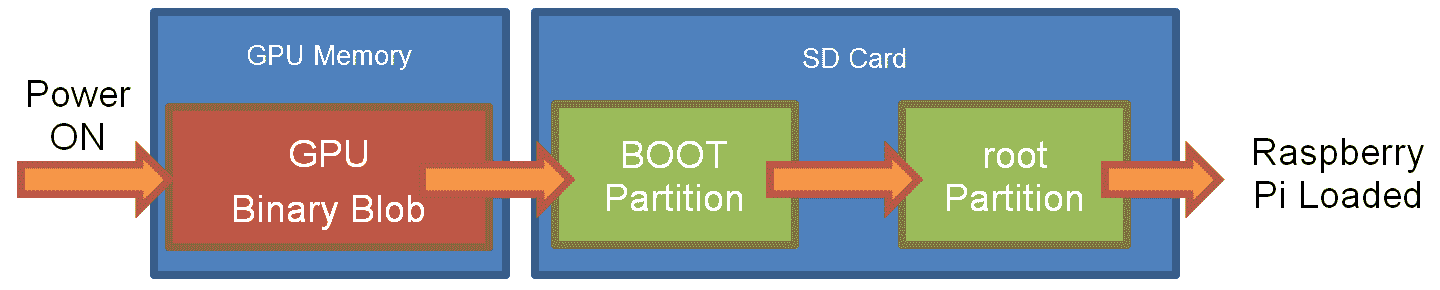 Power
ON
GPU Memory
GPU
Binary Blob
SD Card
BOOT
Partition
root
Partition
Raspberry
Pi Loaded